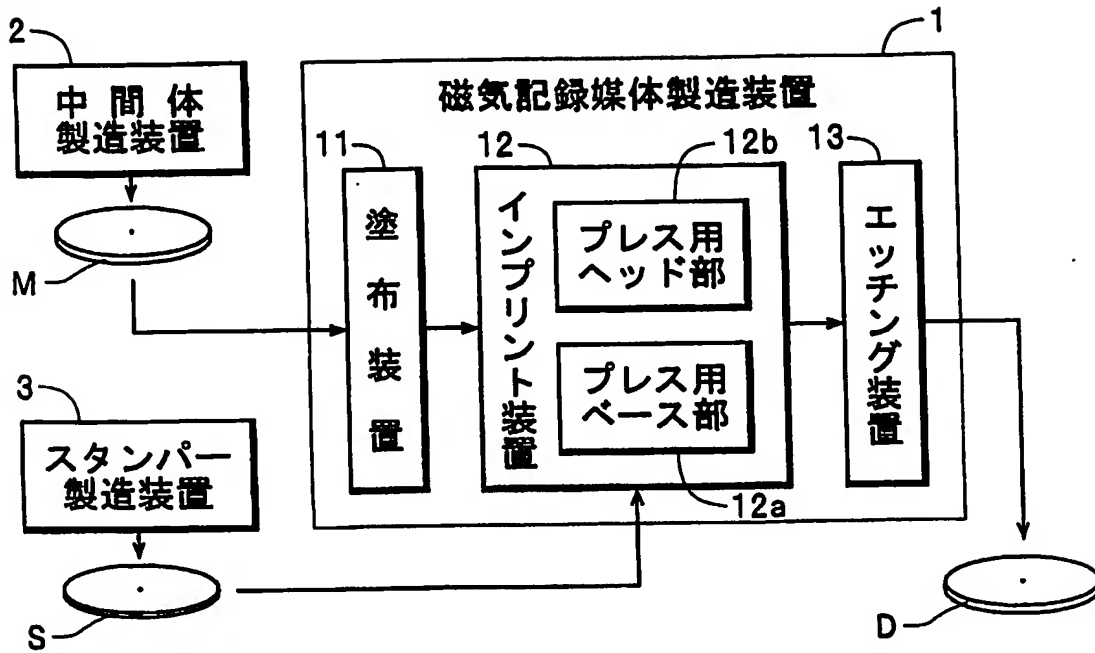 2
1
中間体
製造装置
磁気記録媒体製造装置
11
12
12b
13
塗布装置
インプリント装置
プレス用
ヘッド部
エッチング装置
M
プレス用
ベース部
3
スタンパー
製造装置
12a
S
D